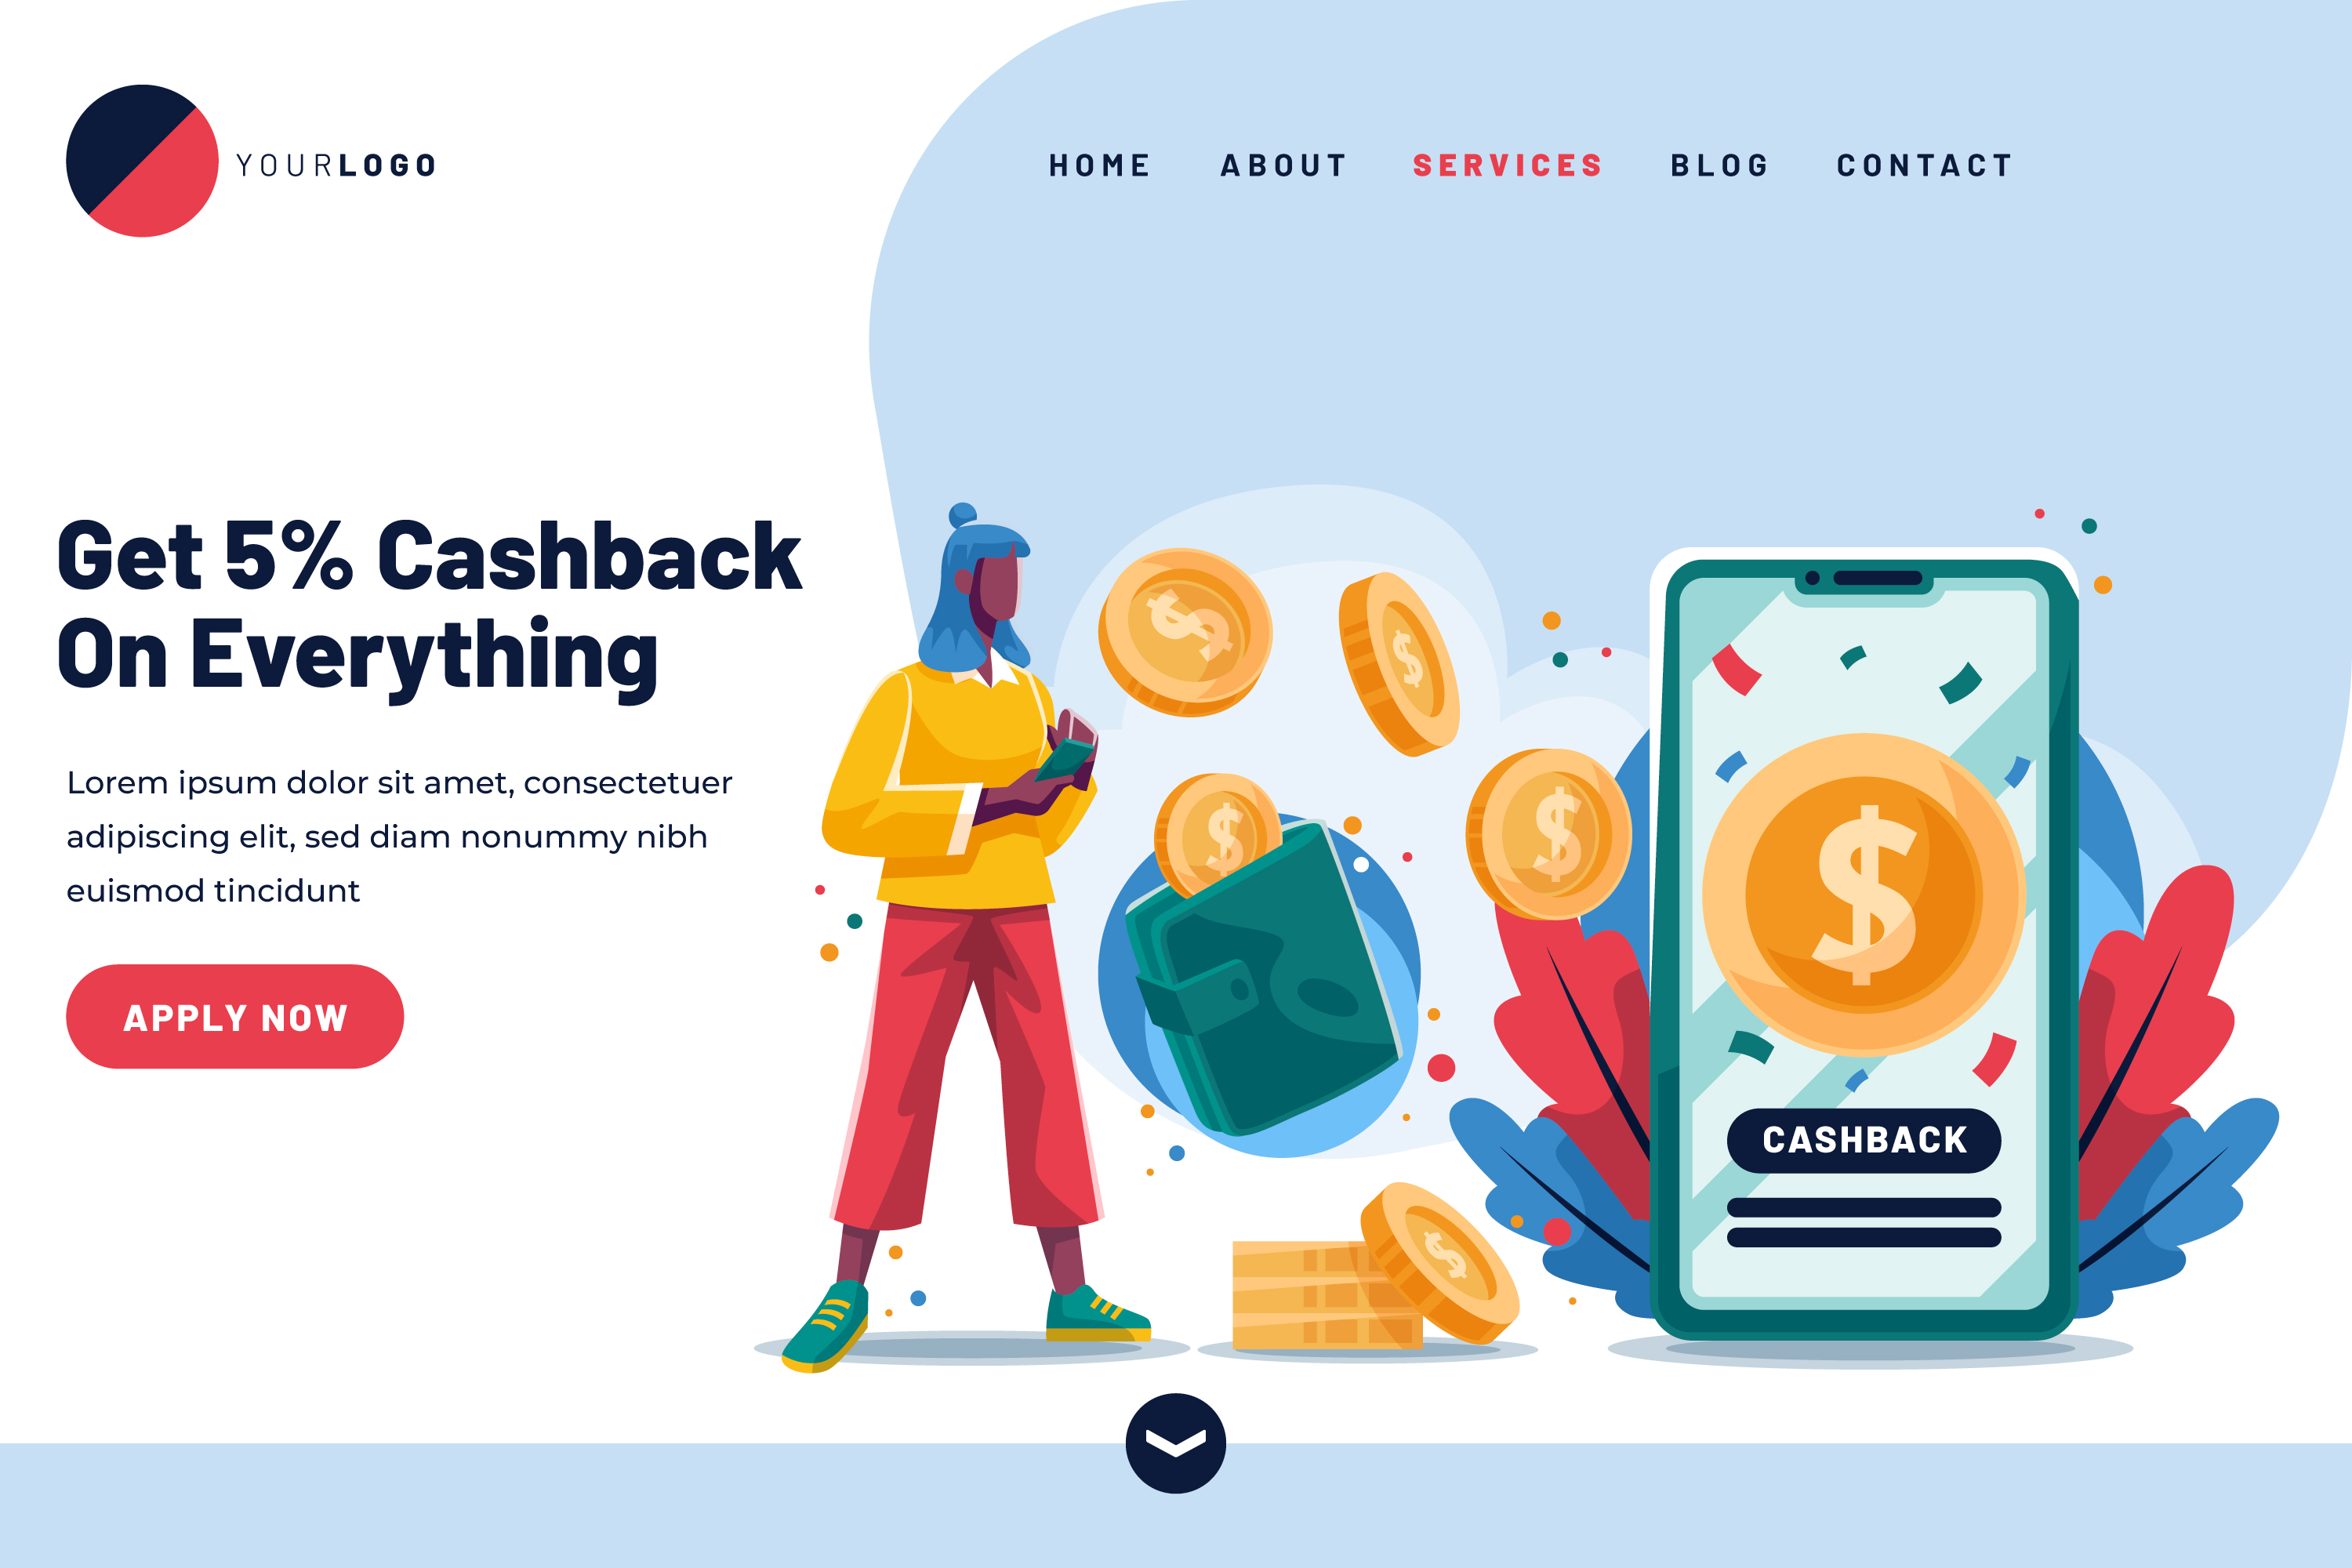 YOURLOGO
HOME ABOUT SERVICES BLOG CONTACT
Get 5% Cashback
On Everything
Lorem ipsum dolor sit amet, consectetuer
adipiscing elit, sed diam nonummy nibh
euismod tincidunt
APPLY NOW
$
$
$
$
$
$
CASHBACK